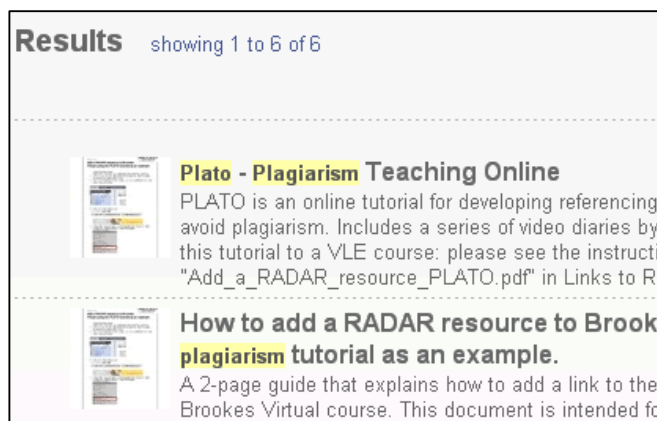 Results showing 1 to 6 of 6
Plato - Plagiarism Teaching Online
PLATO is an online tutorial for developing referencing
avoid plagiarism. Includes a series of video diaries by
this tutorial to a VLE course: please see the instructi
"Add_a_RADAR_resource_PLATO.pdf" in Links to R
How to add a RADAR resource to Brook
plagiarism tutorial as an example.
A 2-page guide that explains how to add a link to the
Brookes Virtual course. This document is intended fo